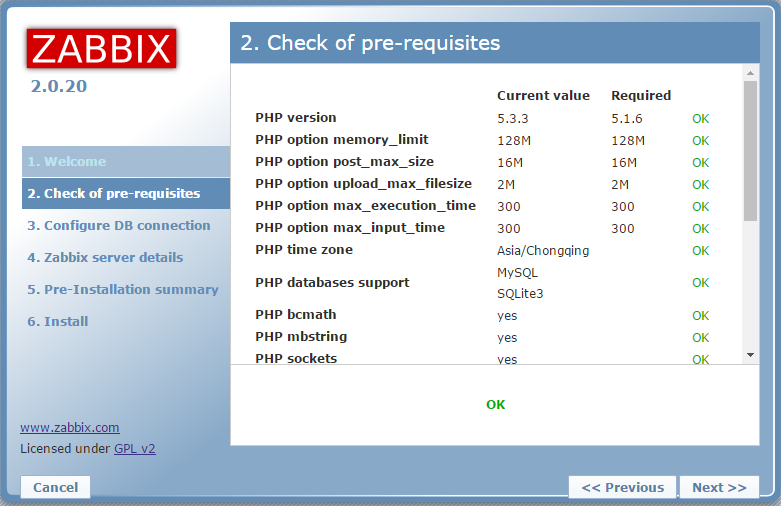 ZABBIX
2.0.20
1. Welcome
2. Check of pre-requisites
3. Configure DB connection
4. Zabbix server details
5. Pre-Installation summary
6. Install
www.zabbix.com
Licensed under GPL v2
2. Check of pre-requisites
Current value Required
PHP version 5.3.3 5.1.6 OK
PHP option memory_limit 128M 128M OK
PHP option post_max_size 16M 16M OK
PHP option upload_max_filesize 2M 2M OK
PHP option max_execution_time 300 300 OK
PHP option max_input_time 300 300 OK
PHP time zone Asia/Chongqing OK
PHP databases support MySQL SQLite3 OK
PHP bcmath yes OK
PHP mbstring yes OK
PHP sockets yes OK
OK
Cancel << Previous Next >>